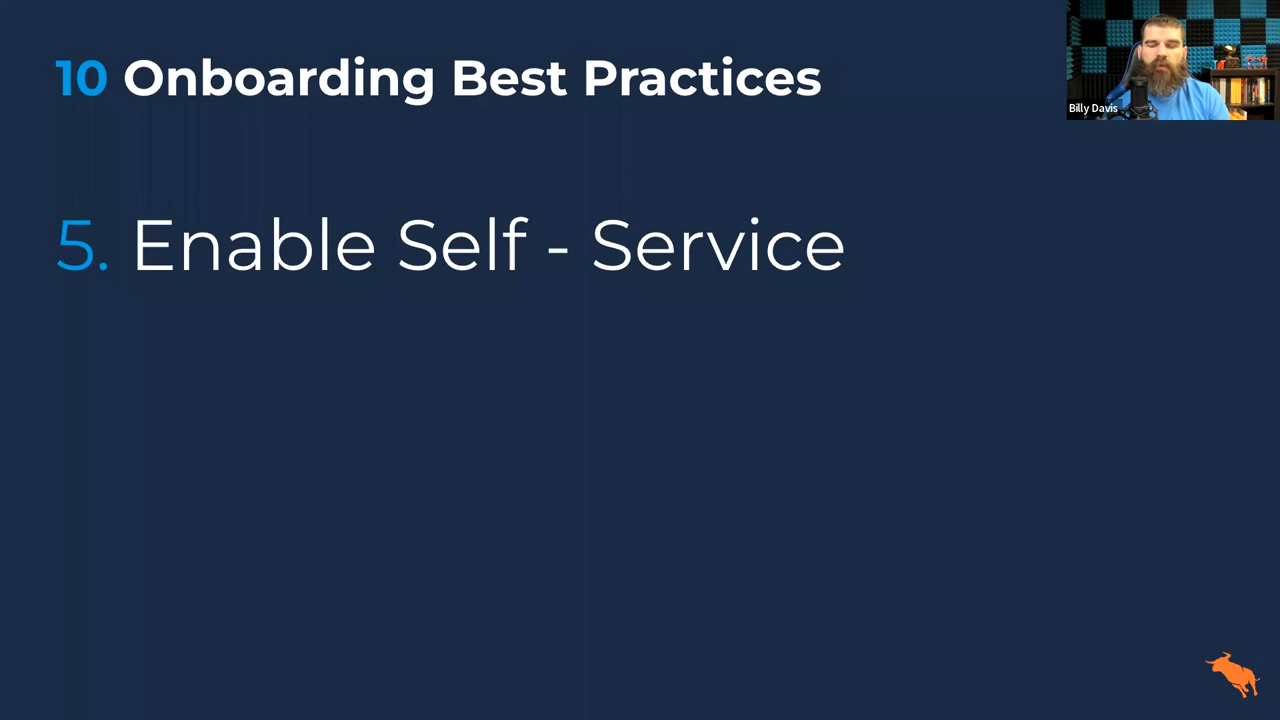 10 Onboarding Best Practices
Billy Davis
5. Enable Self - Service